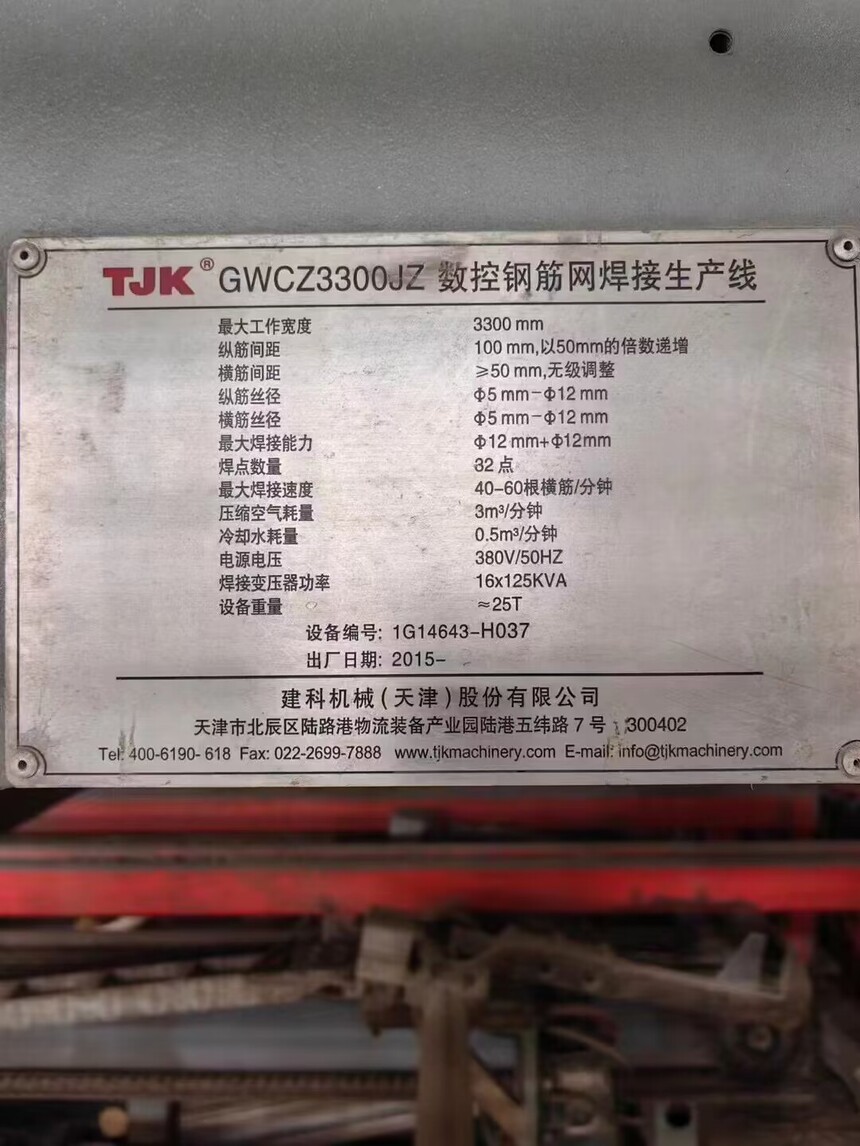 TJK® GWCZ3300JZ 数控钢筋网焊接生产线
最大工作宽度 3300 mm
纵筋间距 100 mm,以50mm的倍数递增
横筋间距 ≥50 mm,无级调整
纵筋丝径 Φ5 mm-Φ12 mm
横筋丝径 Φ5 mm-Φ12 mm
最大焊接能力 Φ12 mm+Φ12mm
焊点数量 32 点
最大焊接速度 40-60根横筋/分钟
压缩空气耗量 3m³/分钟
冷却水耗量 0.5m³/分钟
电源电压 380V/50HZ
焊接变压器功率 16x125KVA
设备重量 ≈25T
设备编号: 1G14643-H037
出厂日期: 2015-
建科机械(天津)股份有限公司
天津市北辰区陆路港物流装备产业园陆港五纬路 7 号 300402
Tel: 400-6190- 618 Fax: 022-2699-7888 www.tjkmachinery.com E-mail: info@tjkmachinery.com